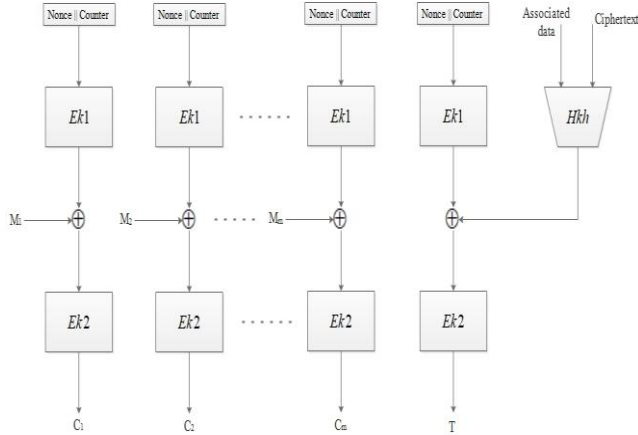 Nonce || Counter
Nonce || Counter
Nonce || Counter
Nonce || Counter
Associated data
Ciphertext
Ek1
Ek1
......
Ek1
Ek1
Hkh
M1
M2
.....
Mm
Ek2
Ek2
......
Ek2
Ek2
C1
C2
Cm
T